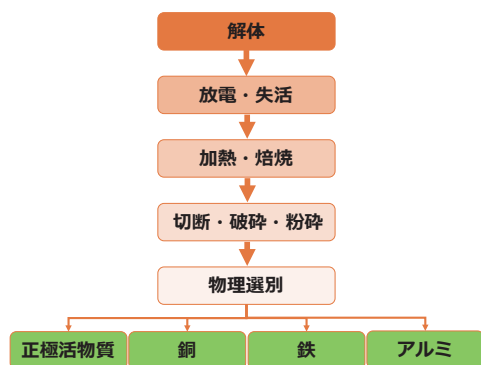 解体
放電・失活
加熱・焙焼
切断・破砕・粉砕
物理選別
正極活物質
銅
鉄
アルミ